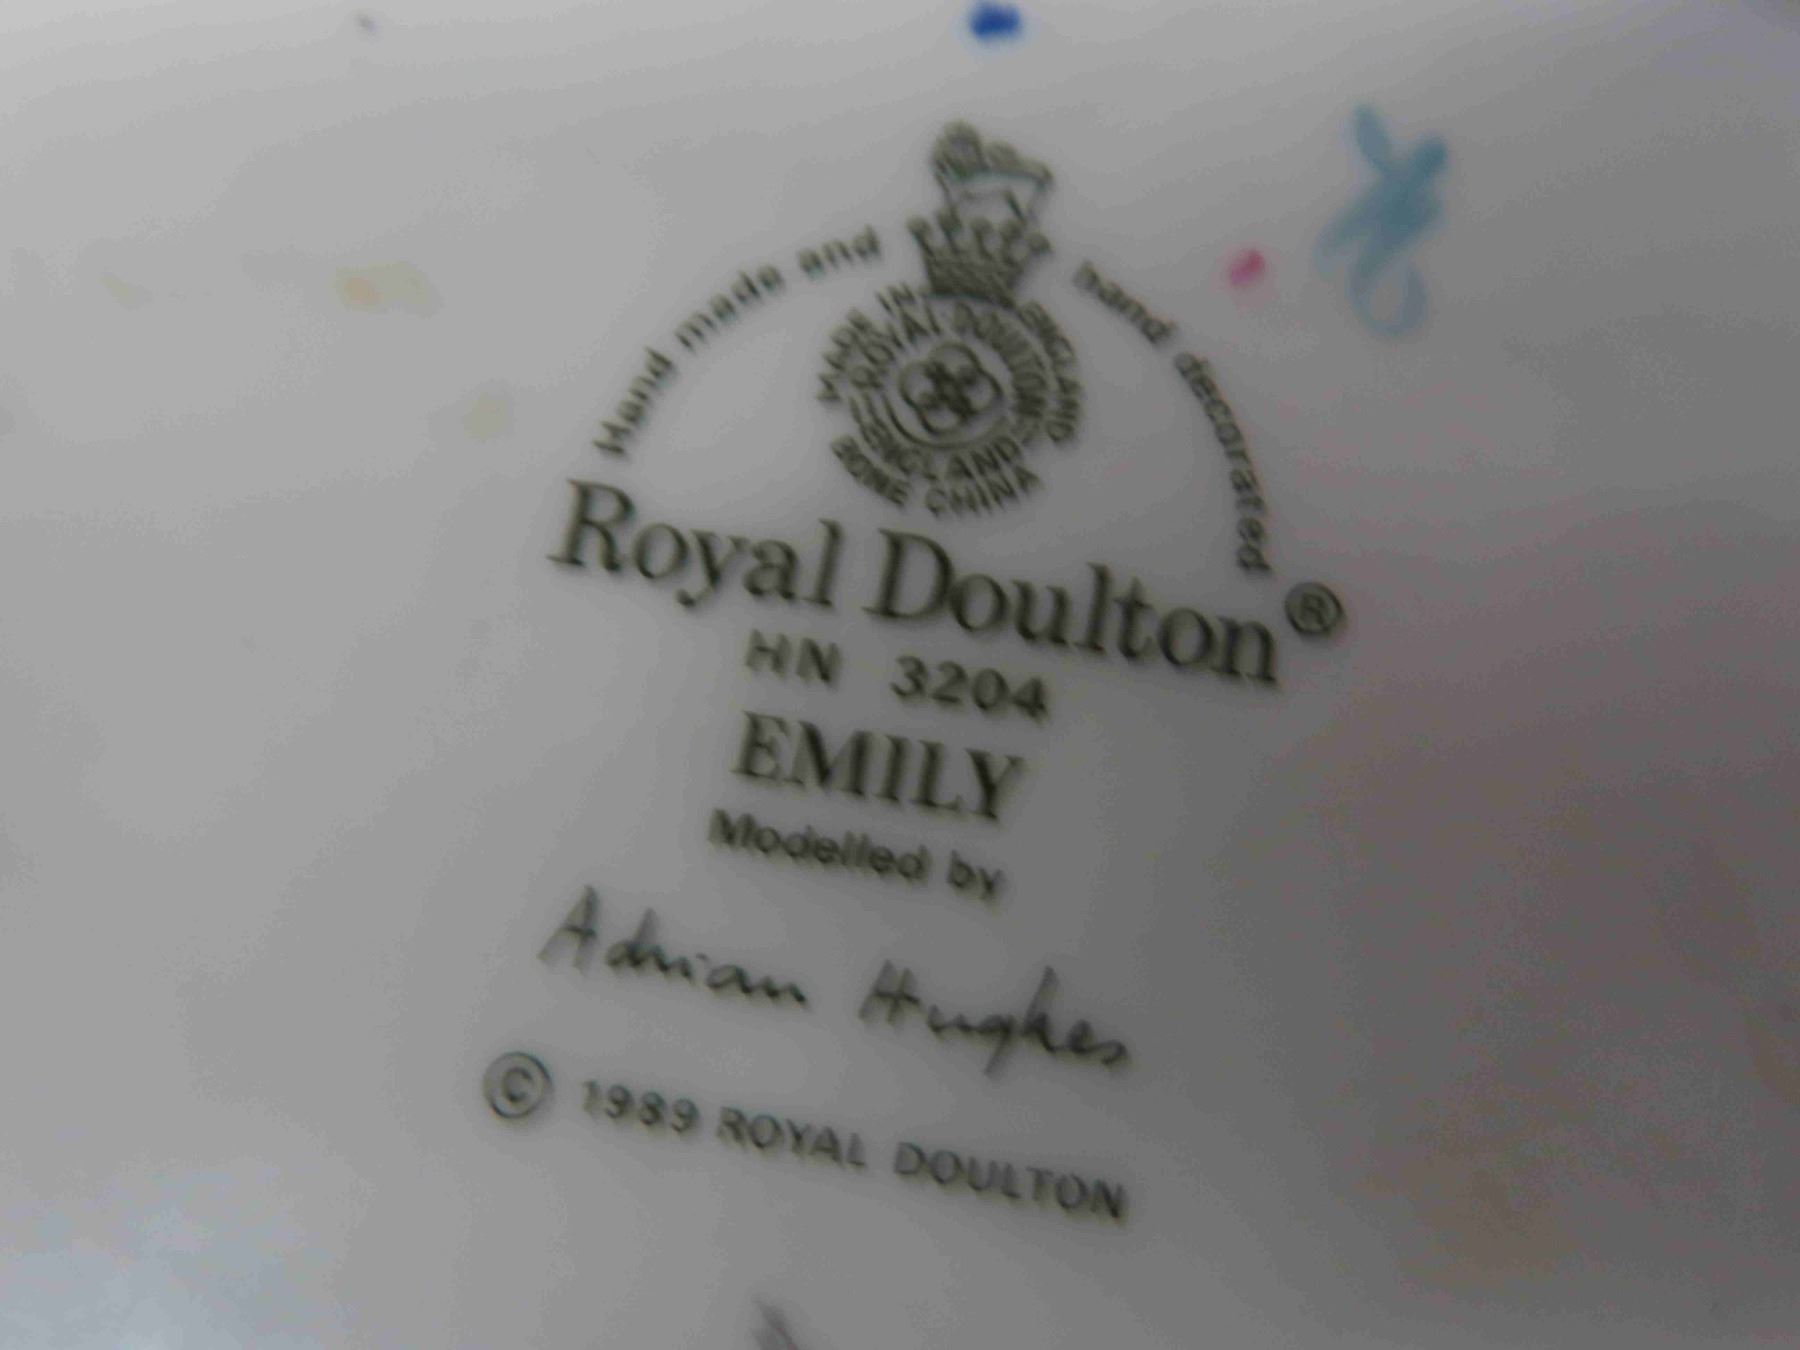 Hand made and hand decorated
MADE IN ENGLAND
ROYAL DOULTON
ENGLAND
BONE CHINA
Royal Doulton®
HN 3204
EMILY
Modelled by
Adrian Hughes
© 1989 ROYAL DOULTON